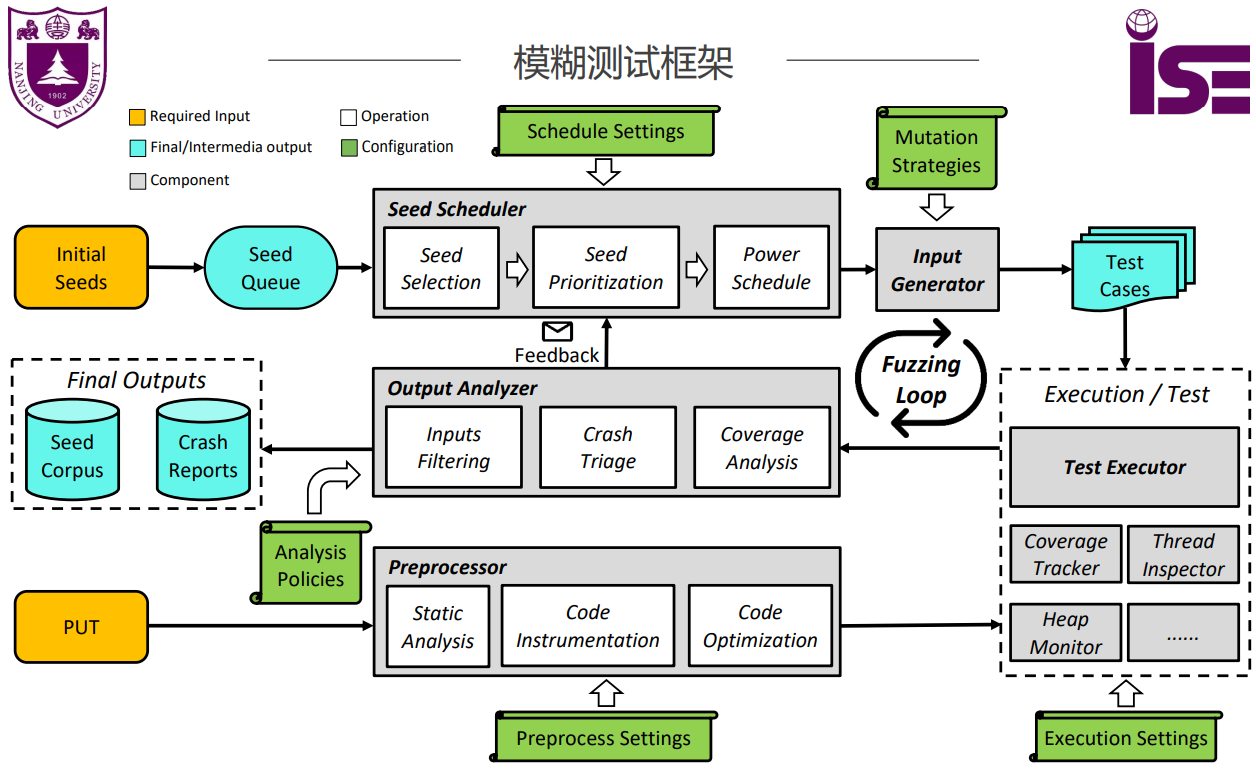 模糊测试框架
NANJING UNIVERSITY
1902
iSE
Required Input
Operation
Final/Intermedia output
Configuration
Component
Schedule Settings
Mutation
Strategies
Initial
Seeds
Seed
Queue
Seed Scheduler
Seed
Selection
Seed
Prioritization
Power
Schedule
Input
Generator
Test
Cases
Feedback
Fuzzing
Loop
Final Outputs
Seed
Corpus
Crash
Reports
Output Analyzer
Inputs
Filtering
Crash
Triage
Coverage
Analysis
Execution / Test
Test Executor
Coverage
Tracker
Thread
Inspector
Heap
Monitor
......
Analysis
Policies
PUT
Preprocessor
Static
Analysis
Code
Instrumentation
Code
Optimization
Preprocess Settings
Execution Settings